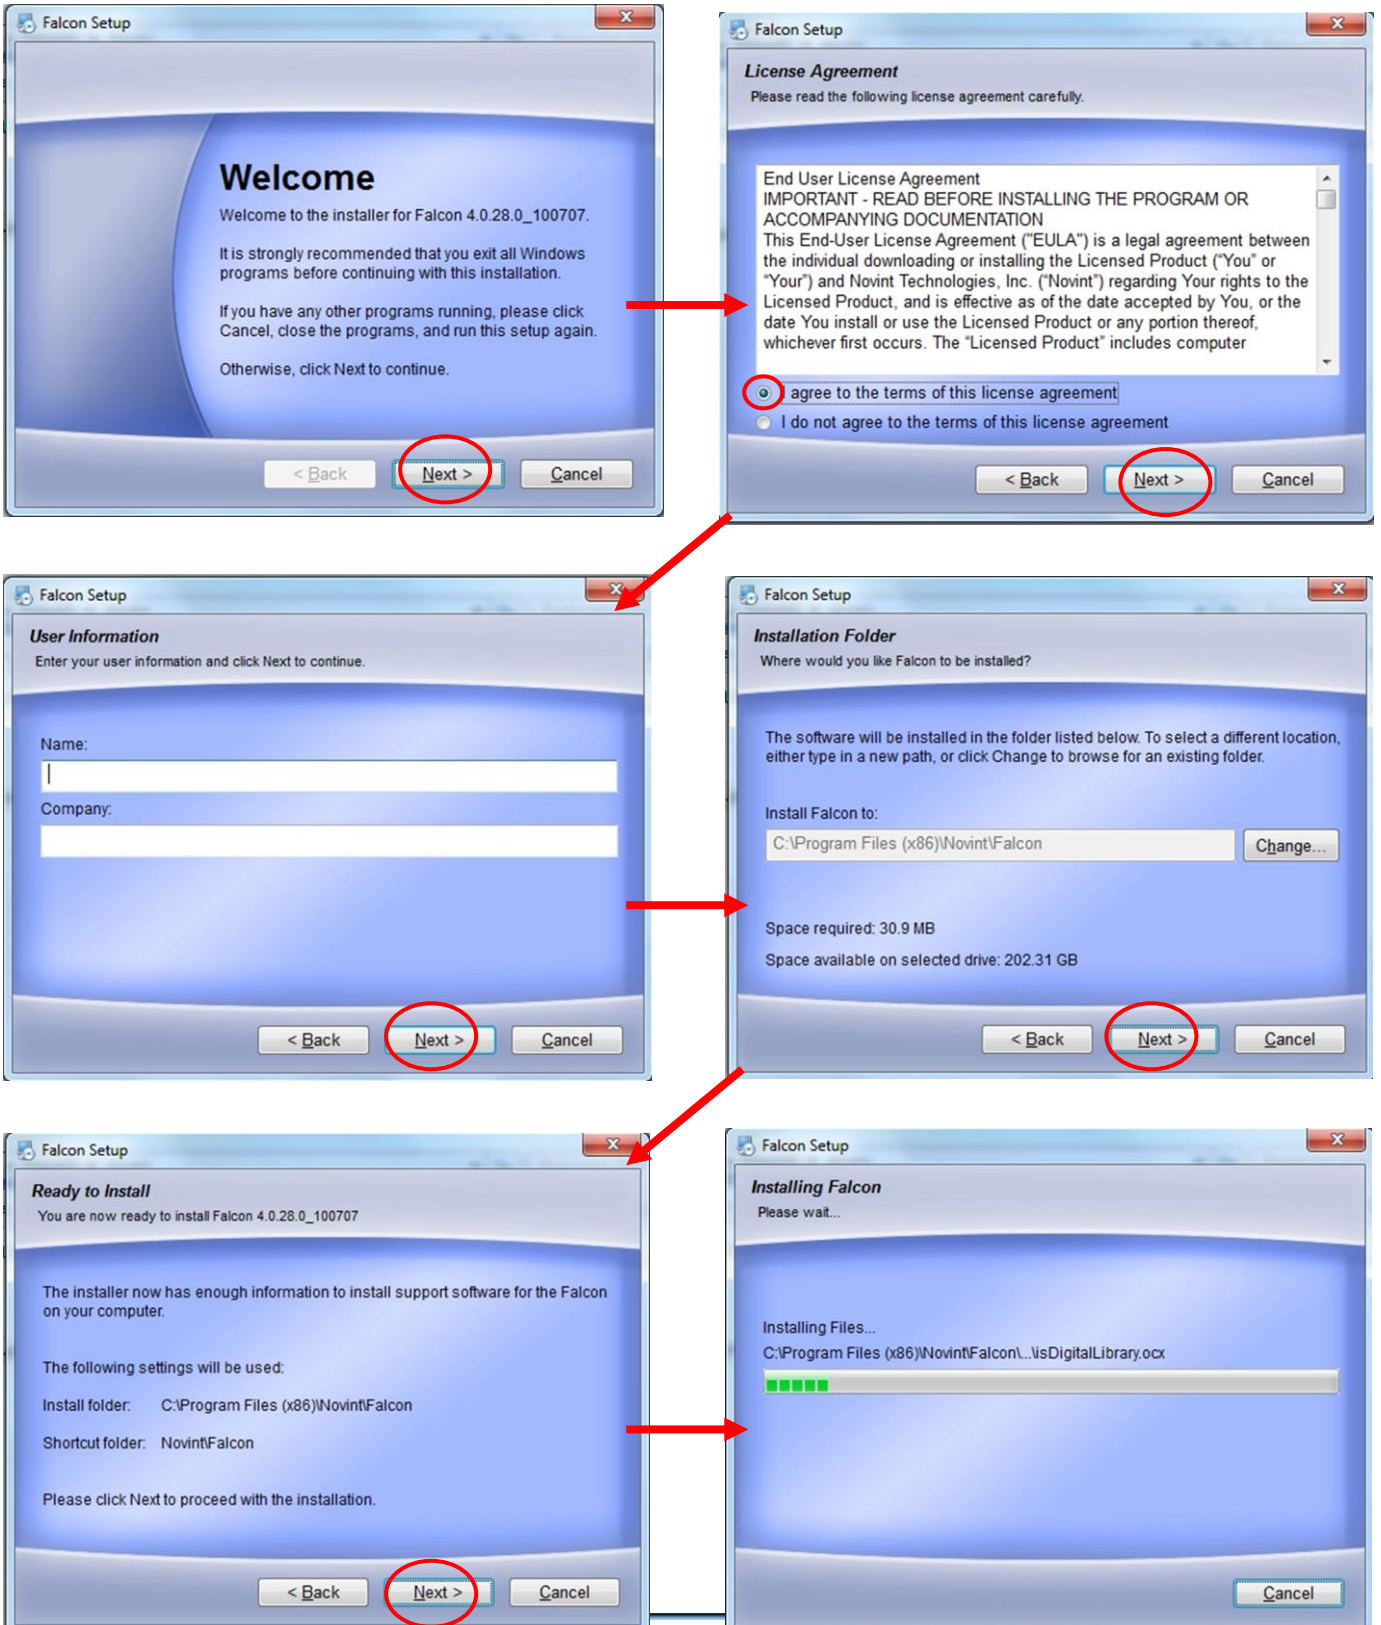 Falcon Setup
Welcome
Welcome to the installer for Falcon 4.0.28.0_100707.
It is strongly recommended that you exit all Windows
programs before continuing with this installation.
If you have any other programs running, please click
Cancel, close the programs, and run this setup again.
Otherwise, click Next to continue.
< Back Next > Cancel
Falcon Setup
License Agreement
Please read the following license agreement carefully.
End User License Agreement
IMPORTANT - READ BEFORE INSTALLING THE PROGRAM OR
ACCOMPANYING DOCUMENTATION
This End-User License Agreement ("EULA") is a legal agreement between
the individual downloading or installing the Licensed Product (“You” or
“Your”) and Novint Technologies, Inc. (“Novint”) regarding Your rights to the
Licensed Product, and is effective as of the date accepted by You, or the
date You install or use the Licensed Product or any portion thereof,
whichever first occurs. The “Licensed Product” includes computer
I agree to the terms of this license agreement
I do not agree to the terms of this license agreement
< Back Next > Cancel
Falcon Setup
User Information
Enter your user information and click Next to continue.
Name:
Company:
< Back Next > Cancel
Falcon Setup
Installation Folder
Where would you like Falcon to be installed?
The software will be installed in the folder listed below. To select a different location,
either type in a new path, or click Change to browse for an existing folder.
Install Falcon to:
C:\Program Files (x86)\Novint\Falcon Change...
Space required: 30.9 MB
Space available on selected drive: 202.31 GB
< Back Next > Cancel
Falcon Setup
Ready to Install
You are now ready to install Falcon 4.0.28.0_100707
The installer now has enough information to install support software for the Falcon
on your computer.
The following settings will be used:
Install folder: C:\Program Files (x86)\Novint\Falcon
Shortcut folder: Novint\Falcon
Please click Next to proceed with the installation.
< Back Next > Cancel
Falcon Setup
Installing Falcon
Please wait...
Installing Files...
C:\Program Files (x86)\Novint\Falcon\...\isDigitalLibrary.ocx
Cancel